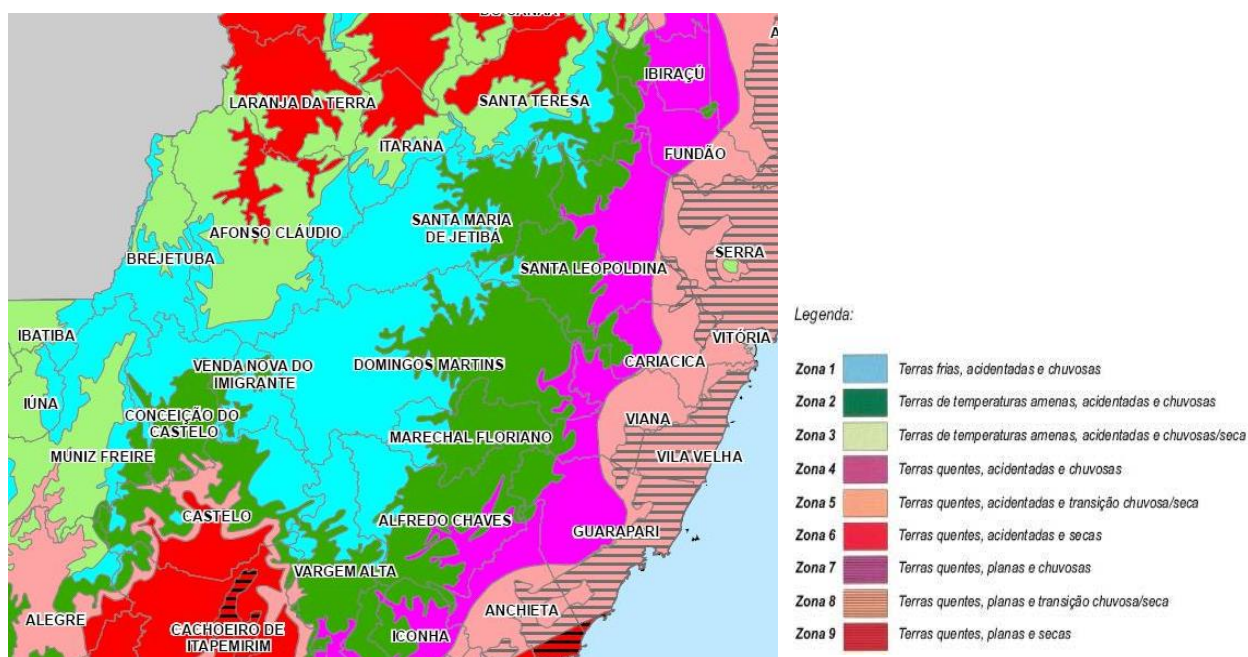 DO CANAÃ
A
IBIRAÇÚ
LARANJA DA TERRA
SANTA TERESA
ITARANA
FUNDÃO
SANTA MARIA
DE JETIBÁ
AFONSO CLÁUDIO
BREJETUBA
SERRA
SANTA LEOPOLDINA
IBATIBA
VITÓRIA
VENDA NOVA DO
IMIGRANTE
DOMINGOS MARTINS
CARIACICA
IÚNA
CONCEIÇÃO DO
CASTELO
VIANA
MARECHAL FLORIANO
MÚNIZ FREIRE
VILA VELHA
CASTELO
ALFREDO CHAVES
GUARAPARI
VARGEM ALTA
ANCHIETA
ALEGRE
CACHOEIRO DE
ITAPEMIRIM
ICONHA
Legenda:
Zona 1 Terras frias, acidentadas e chuvosas
Zona 2 Terras de temperaturas amenas, acidentadas e chuvosas
Zona 3 Terras de temperaturas amenas, acidentadas e chuvosas/seca
Zona 4 Terras quentes, acidentadas e chuvosas
Zona 5 Terras quentes, acidentadas e transição chuvosa/seca
Zona 6 Terras quentes, acidentadas e secas
Zona 7 Terras quentes, planas e chuvosas
Zona 8 Terras quentes, planas e transição chuvosa/seca
Zona 9 Terras quentes, planas e secas